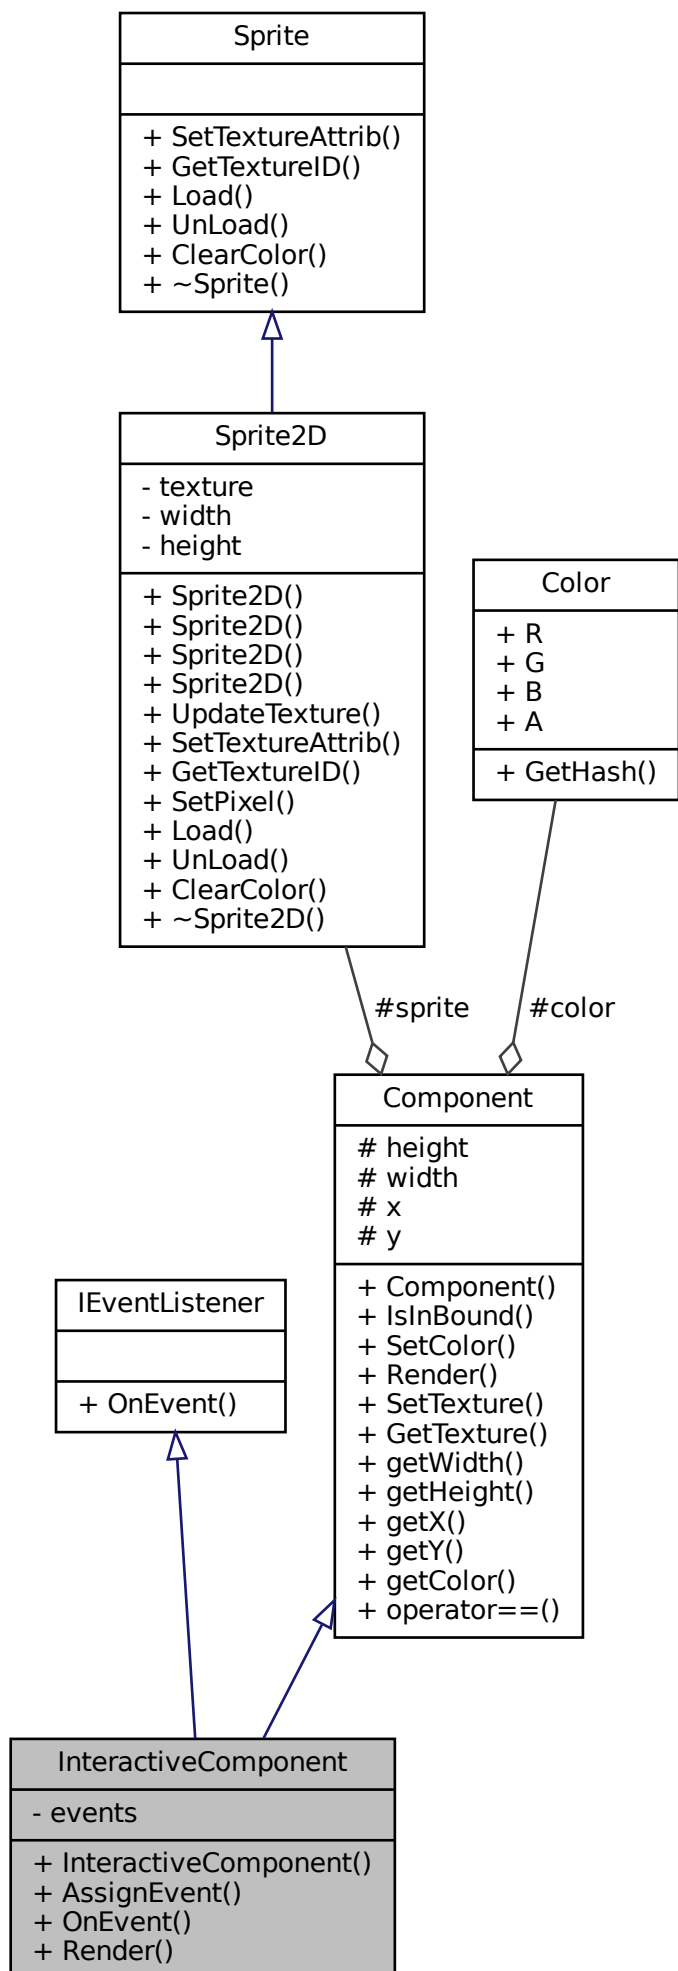 Sprite
+ SetTextureAttrib()
+ GetTextureID()
+ Load()
+ UnLoad()
+ ClearColor()
+ ~Sprite()
Sprite2D
- texture
- width
- height
+ Sprite2D()
+ Sprite2D()
+ Sprite2D()
+ Sprite2D()
+ UpdateTexture()
+ SetTextureAttrib()
+ GetTextureID()
+ SetPixel()
+ Load()
+ UnLoad()
+ ClearColor()
+ ~Sprite2D()
Color
+ R
+ G
+ B
+ A
+ GetHash()
#sprite
#color
Component
# height
# width
# x
# y
+ Component()
+ IsInBound()
+ SetColor()
+ Render()
+ SetTexture()
+ GetTexture()
+ getWidth()
+ getHeight()
+ getX()
+ getY()
+ getColor()
+ operator==()
IEventListener
+ OnEvent()
InteractiveComponent
- events
+ InteractiveComponent()
+ AssignEvent()
+ OnEvent()
+ Render()